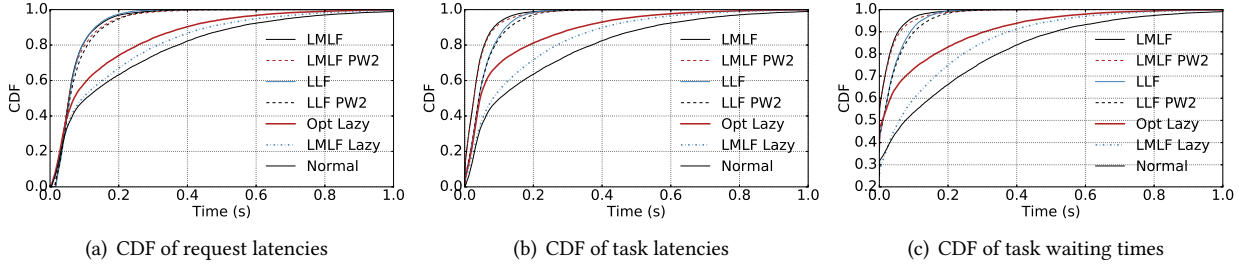 1.0
0.8
0.6
0.4
0.2
0.0
CDF
LMLF
LMLF PW2
LLF
LLF PW2
Opt Lazy
LMLF Lazy
Normal
0.0 0.2 0.4 0.6 0.8 1.0
Time (s)
(a) CDF of request latencies
1.0
0.8
0.6
0.4
0.2
0.0
CDF
LMLF
LMLF PW2
LLF
LLF PW2
Opt Lazy
LMLF Lazy
Normal
0.0 0.2 0.4 0.6 0.8 1.0
Time (s)
(b) CDF of task latencies
1.0
0.9
0.8
0.7
0.6
0.5
0.4
0.3
0.2
CDF
LMLF
LMLF PW2
LLF
LLF PW2
Opt Lazy
LMLF Lazy
Normal
0.0 0.2 0.4 0.6 0.8 1.0
Time (s)
(c) CDF of task waiting times